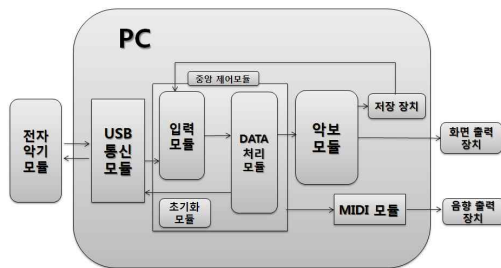 PC
중앙 제어모듈
전자
악기
모듈
USB
통신
모듈
입력
모듈
DATA
처리
모듈
초기화
모듈
악보
모듈
저장 장치
화면 출력
장치
MIDI 모듈
음향 출력
장치